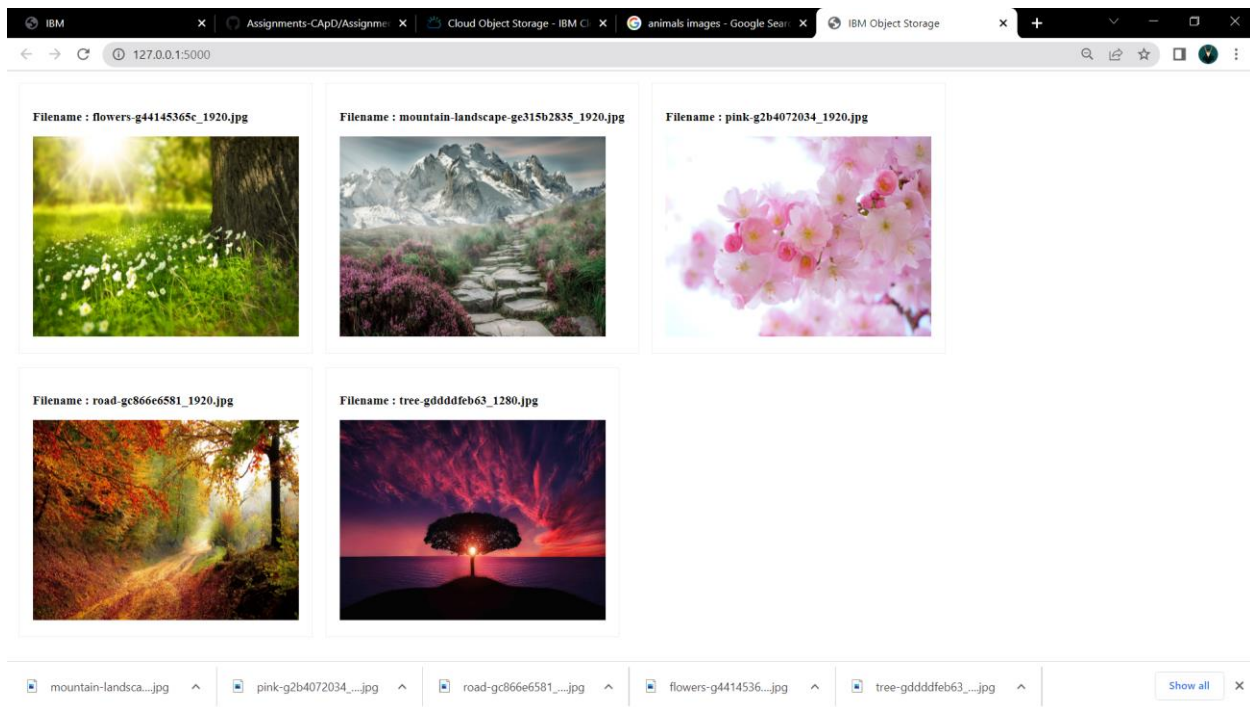 IBM
Assignments-CApD/Assignme
Cloud Object Storage - IBM Cl
animals images - Google Sear
IBM Object Storage
127.0.0.1:5000
Filename : flowers-g44145365c_1920.jpg
Filename : mountain-landscape-ge315b2835_1920.jpg
Filename : pink-g2b4072034_1920.jpg
Filename : road-gc866e6581_1920.jpg
Filename : tree-gddddfeb63_1280.jpg
mountain-landsca....jpg
pink-g2b4072034_....jpg
road-gc866e6581_....jpg
flowers-g4414536....jpg
tree-gddddfeb63_....jpg
Show all